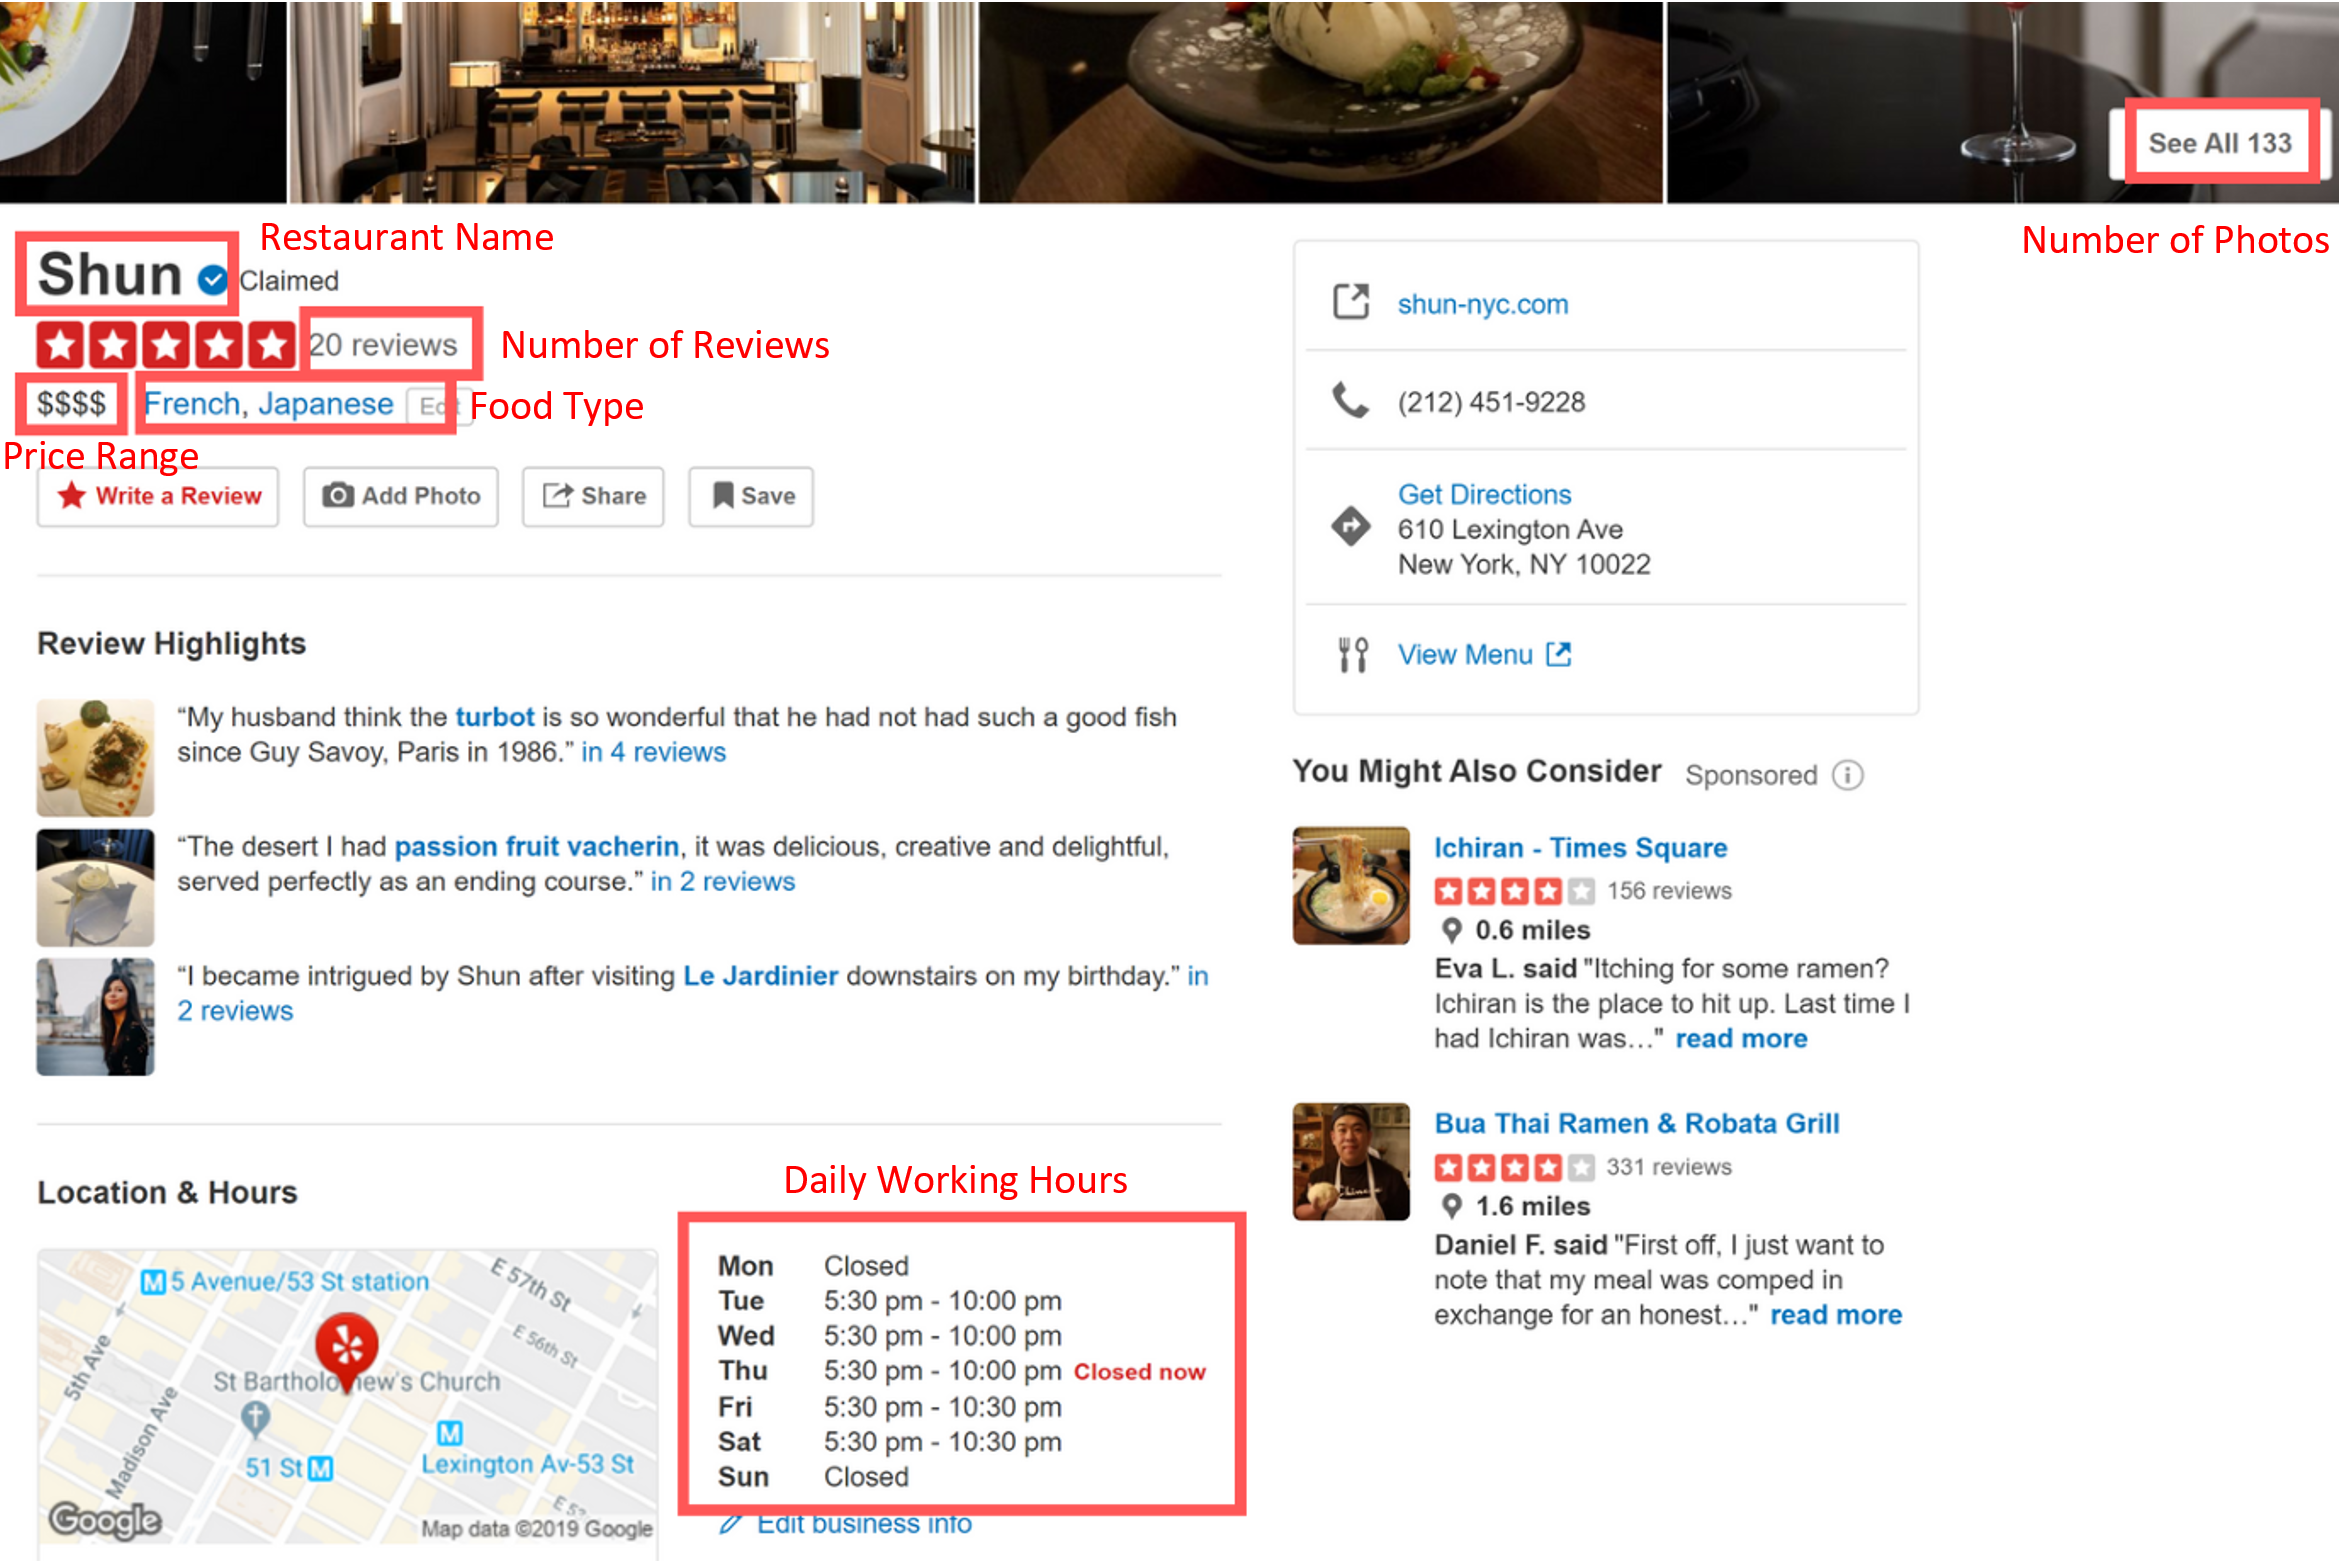 See All 133
Restaurant Name
Number of Photos
Shun
Claimed
20 reviews
Number of Reviews
$$$$
French, Japanese
Food Type
Price Range
Write a Review
Add Photo
Share
Save
shun-nyc.com
(212) 451-9228
Get Directions
610 Lexington Ave
New York, NY 10022
View Menu
Review Highlights
“My husband think the turbot is so wonderful that he had not had such a good fish
since Guy Savoy, Paris in 1986.” in 4 reviews
“The desert I had passion fruit vacherin, it was delicious, creative and delightful,
served perfectly as an ending course.” in 2 reviews
“I became intrigued by Shun after visiting Le Jardinier downstairs on my birthday.” in
2 reviews
You Might Also Consider Sponsored
Ichiran - Times Square
156 reviews
0.6 miles
Eva L. said "Itching for some ramen?
Ichiran is the place to hit up. Last time I
had Ichiran was…" read more
Bua Thai Ramen & Robata Grill
331 reviews
1.6 miles
Daniel F. said "First off, I just want to
note that my meal was comped in
exchange for an honest…" read more
Location & Hours
Daily Working Hours
M 5 Avenue/53 St station
E 57th St
E 56th St
5th Ave
Madison Ave
St Bartholomew's Church
M
51 St M
Lexington Av-53 St
Google
Map data ©2019 Google
Mon Closed
Tue 5:30 pm - 10:00 pm
Wed 5:30 pm - 10:00 pm
Thu 5:30 pm - 10:00 pm Closed now
Fri 5:30 pm - 10:30 pm
Sat 5:30 pm - 10:30 pm
Sun Closed
Edit business info